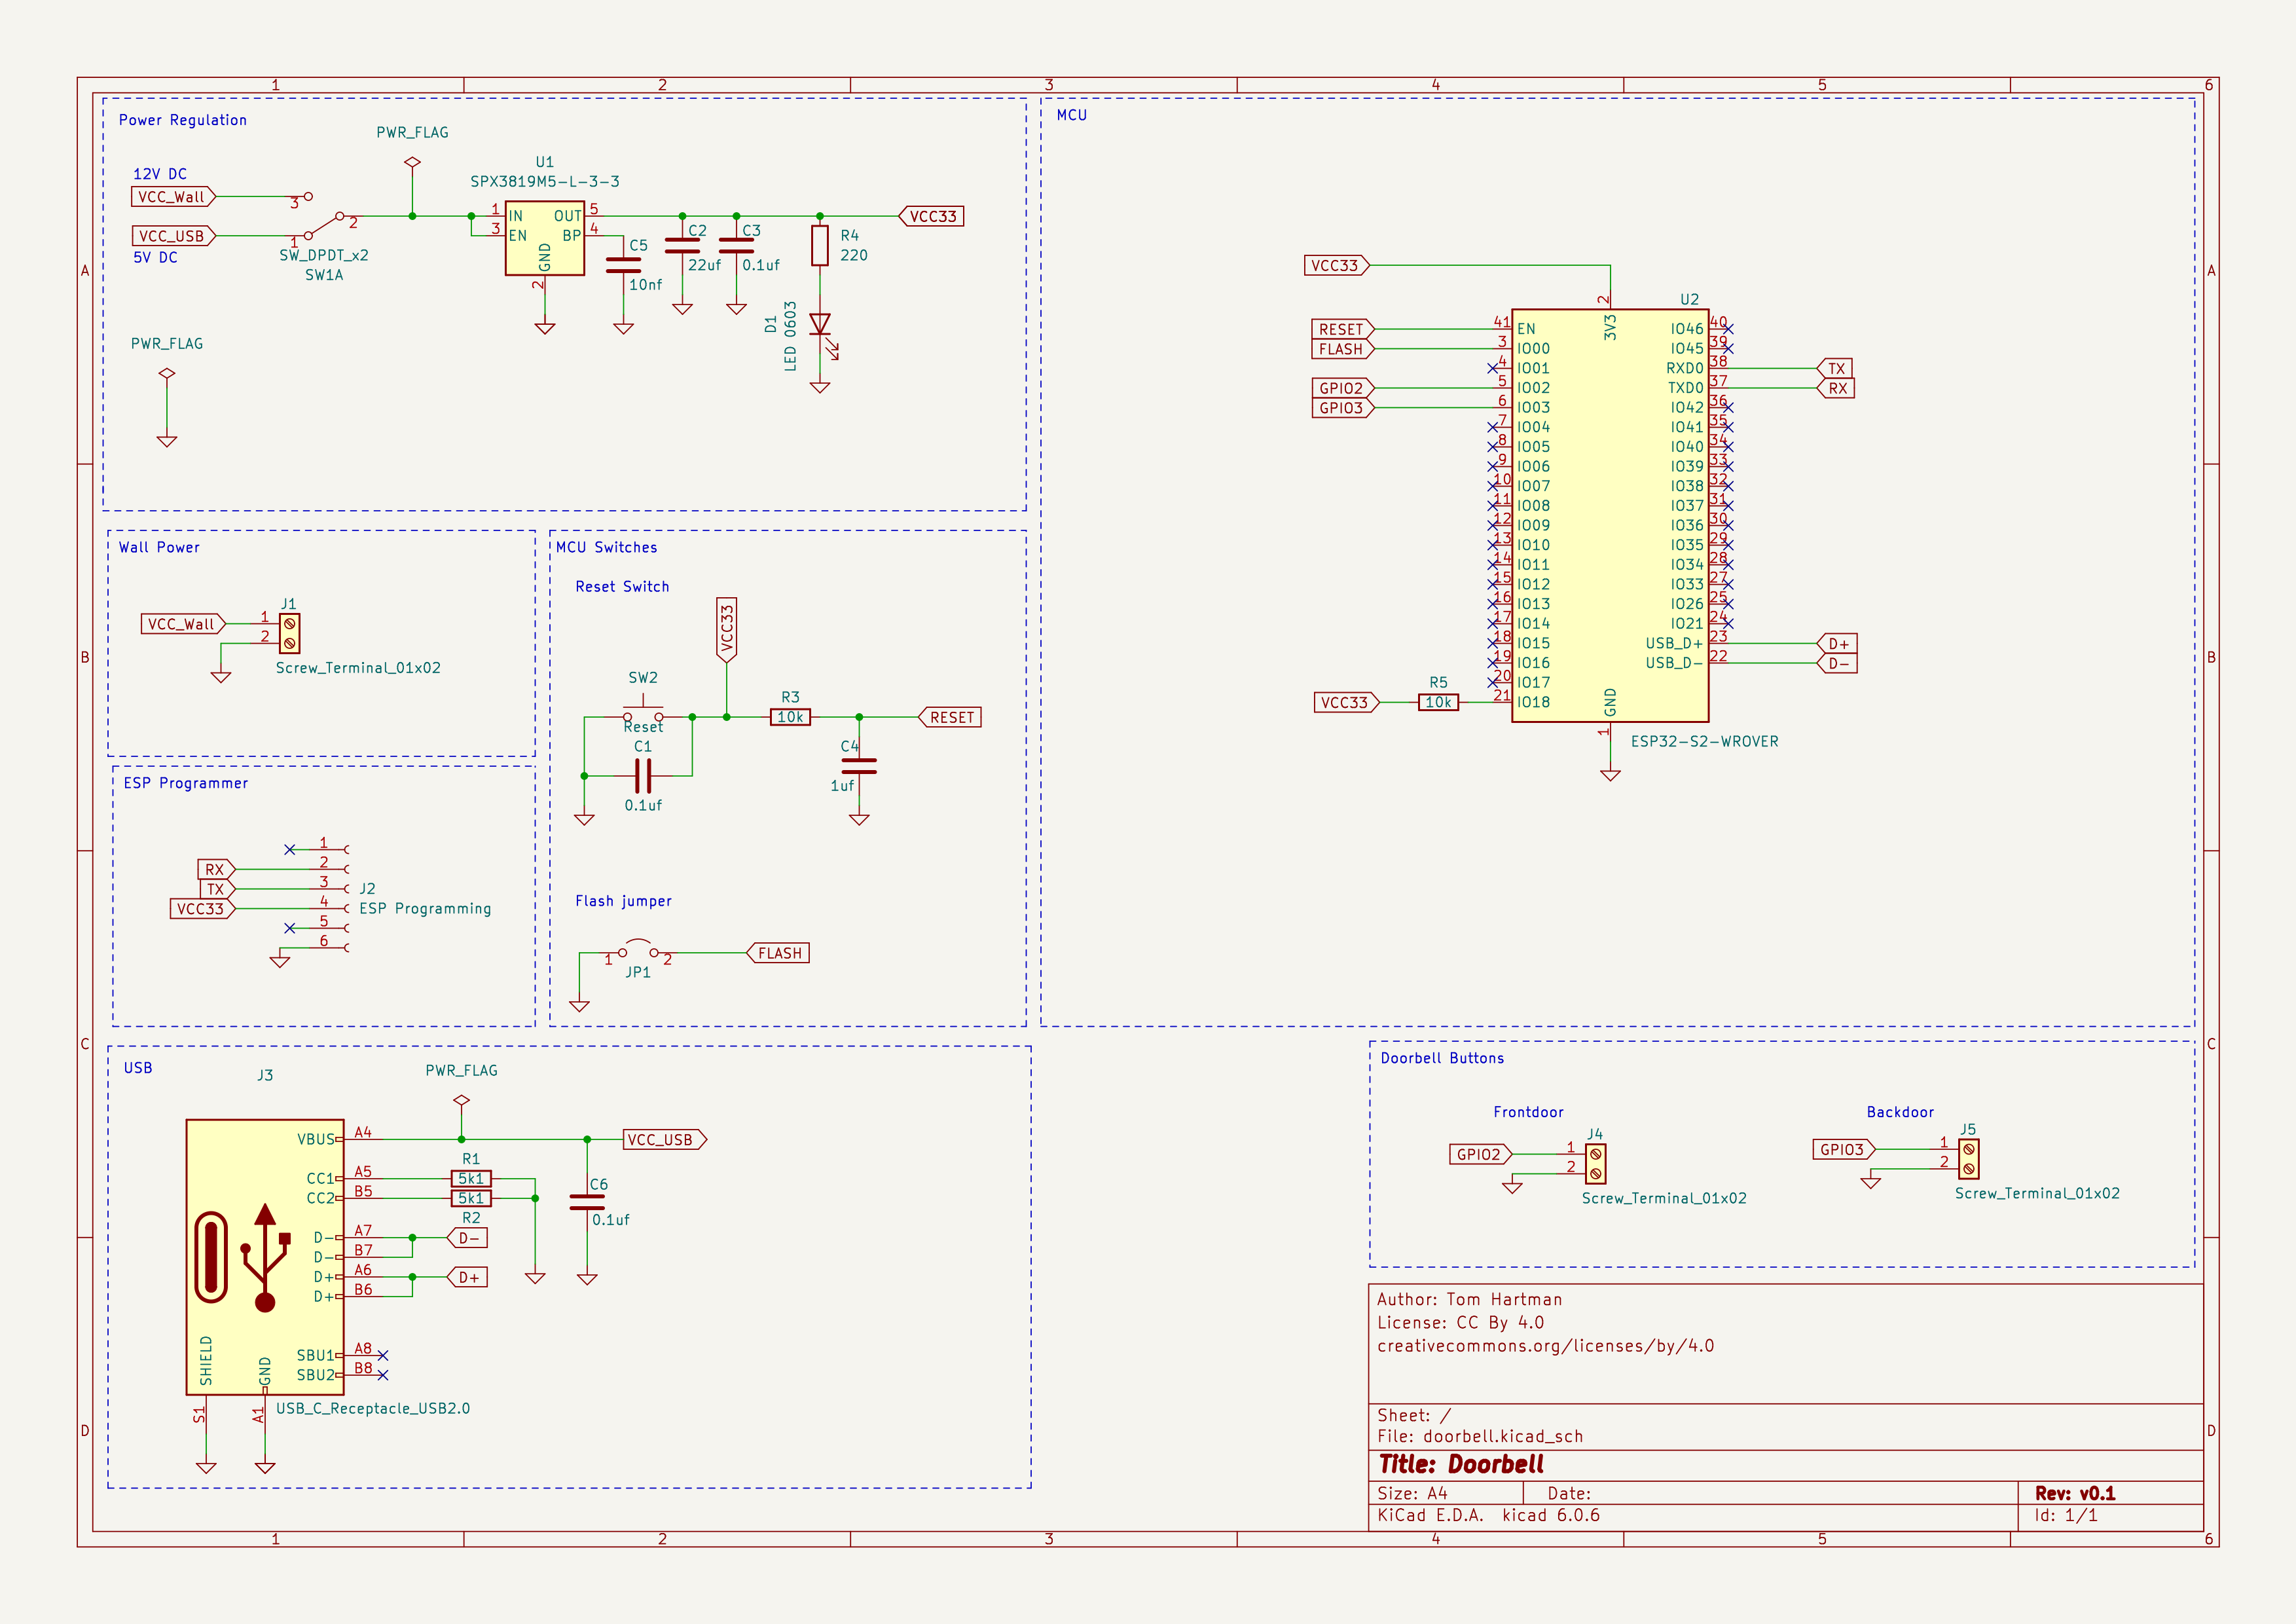 1 2 3 4 5 6
A
B
C
D
Power Regulation
PWR_FLAG
12V DC
VCC_Wall
3
2
VCC_USB
1
5V DC
SW_DPDT_x2
SW1A
U1
SPX3819M5-L-3-3
1 IN OUT 5
3 EN BP 4
GND
2
C5
10nf
C2
22uf
C3
0.1uf
R4
220
D1
LED 0603
VCC33
PWR_FLAG
Wall Power
J1
VCC_Wall 1
2
Screw_Terminal_01x02
ESP Programmer
1
RX 2
TX 3
VCC33 4
5
6
J2
ESP Programming
MCU Switches
Reset Switch
VCC33
SW2
Reset
C1
0.1uf
R3
10k
RESET
C4
1uf
Flash jumper
1 2
JP1
FLASH
MCU
VCC33
2
U2
3V3
RESET 41 EN
FLASH 3 IO00
4 IO01
GPIO2 5 IO02
GPIO3 6 IO03
7 IO04
8 IO05
9 IO06
10 IO07
11 IO08
12 IO09
13 IO10
14 IO11
15 IO12
16 IO13
17 IO14
18 IO15
19 IO16
20 IO17
VCC33 R5 10k 21 IO18
IO46 40
IO45 39
RXD0 38 TX
TXD0 37 RX
IO42 36
IO41 35
IO40 34
IO39 33
IO38 32
IO37 31
IO36 30
IO35 29
IO34 28
IO33 27
IO26 25
IO21 24
USB_D+ 23 D+
USB_D- 22 D-
GND
1
ESP32-S2-WROVER
USB
J3
PWR_FLAG
VBUS A4
VCC_USB
CC1 A5
CC2 B5
R1
5k1
5k1
R2
C6
0.1uf
D- A7 D-
D- B7
D+ A6 D+
D+ B6
SBU1 A8
SBU2 B8
SHIELD
GND
S1
A1
USB_C_Receptacle_USB2.0
Doorbell Buttons
Frontdoor
J4
GPIO2 1
2
Screw_Terminal_01x02
Backdoor
J5
GPIO3 1
2
Screw_Terminal_01x02
Author: Tom Hartman
License: CC By 4.0
creativecommons.org/licenses/by/4.0
Sheet: /
File: doorbell.kicad_sch
Title: Doorbell
Size: A4 Date: Rev: v0.1
KiCad E.D.A. kicad 6.0.6 Id: 1/1
A
B
C
D
1 2 3 4 5 6